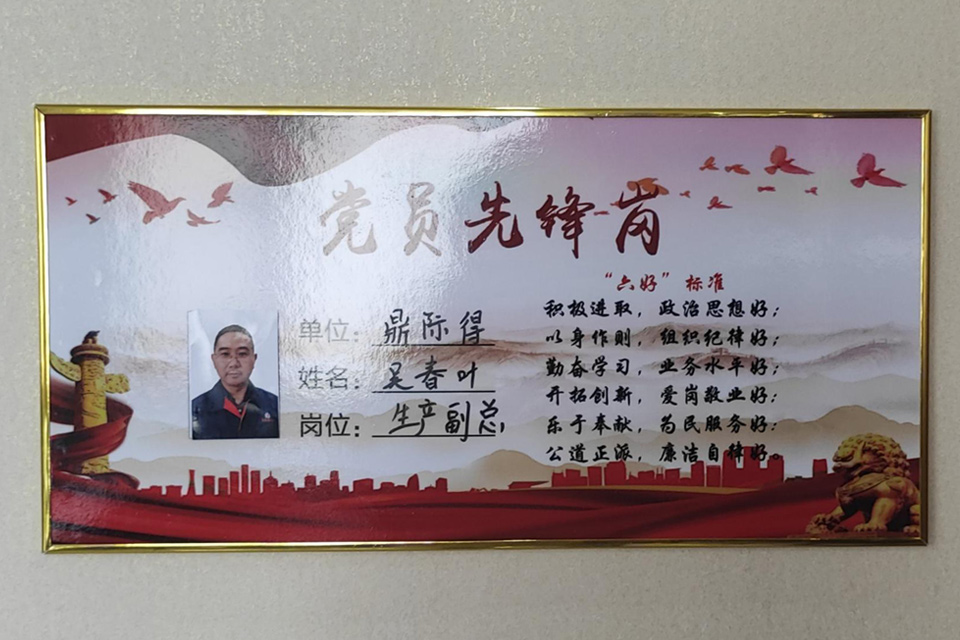 党员先锋岗
单位：鼎际得
姓名：吴春叶
岗位：生产副总
“六好”标准
积极进取，政治思想好；
以身作则，组织纪律好；
勤奋学习，业务水平好；
开拓创新，爱岗敬业好；
乐于奉献，为民服务好；
公道正派，廉洁自律好。